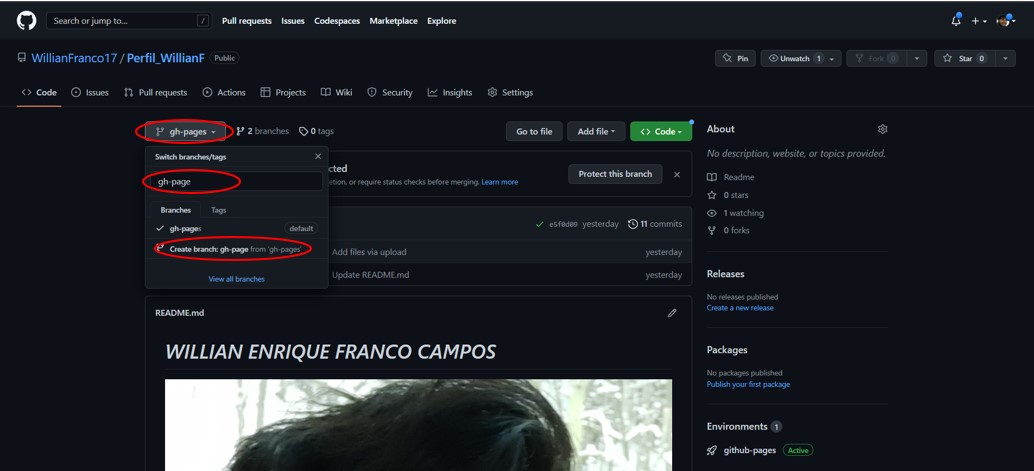 Search or jump to... /
Pull requests Issues Codespaces Marketplace Explore
WillianFranco17 / Perfil_WillianF Public
Pin Unwatch 1 Fork 0 Star 0
Code Issues Pull requests Actions Projects Wiki Security Insights Settings
gh-pages 2 branches 0 tags
Go to file Add file Code
Switch branches/tags
gh-page
Branches Tags
gh-pages default
Create branch: gh-page from 'gh-pages'
View all branches
cted
etion, or require status checks before merging. Learn more
Protect this branch
e5f0d09 yesterday 11 commits
Add files via upload yesterday
Update README.md yesterday
README.md
WILLIAN ENRIQUE FRANCO CAMPOS
About
No description, website, or topics provided.
Readme
0 stars
1 watching
0 forks
Releases
No releases published
Create a new release
Packages
No packages published
Publish your first package
Environments 1
github-pages Active